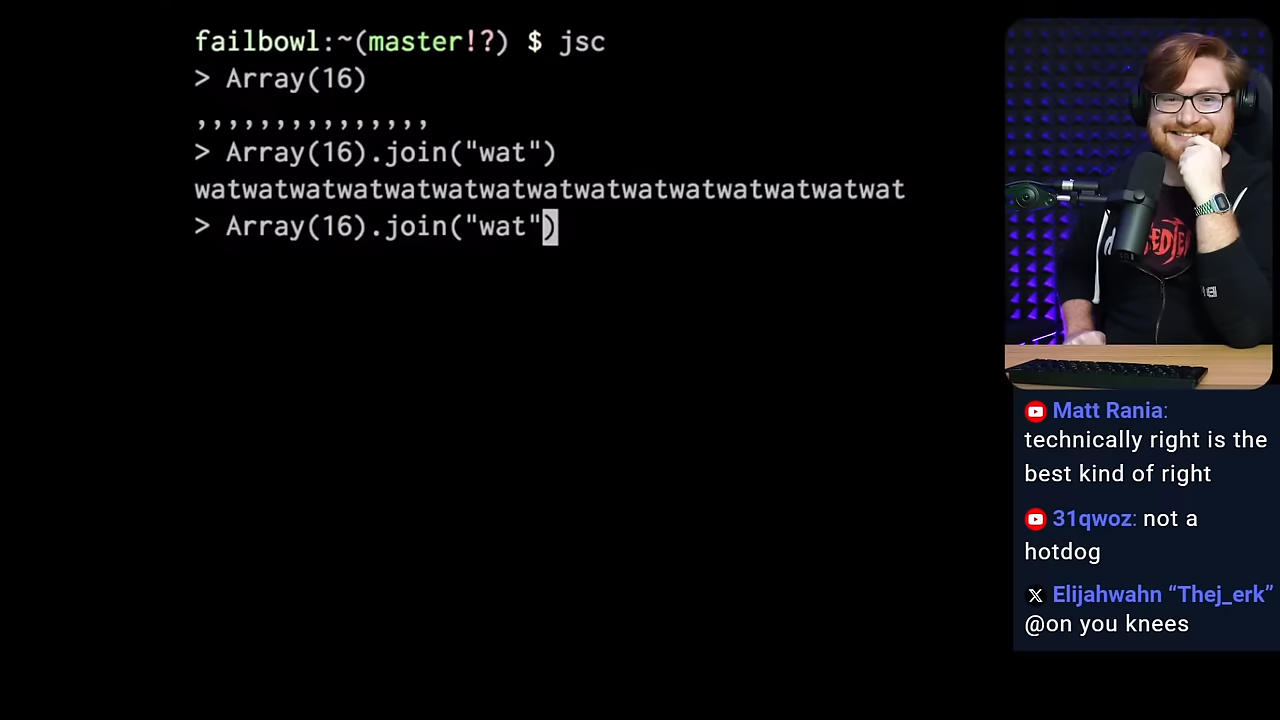 failbowl:~(master!?) $ jsc
> Array(16)
,,,,,,,,,,,,,,,
> Array(16).join("wat")
watwatwatwatwatwatwatwatwatwatwatwatwatwatwat
> Array(16).join("wat")
Matt Rania:
technically right is the
best kind of right
31qwoz: not a
hotdog
Elijahwahn “Thej_erk”
@on you knees